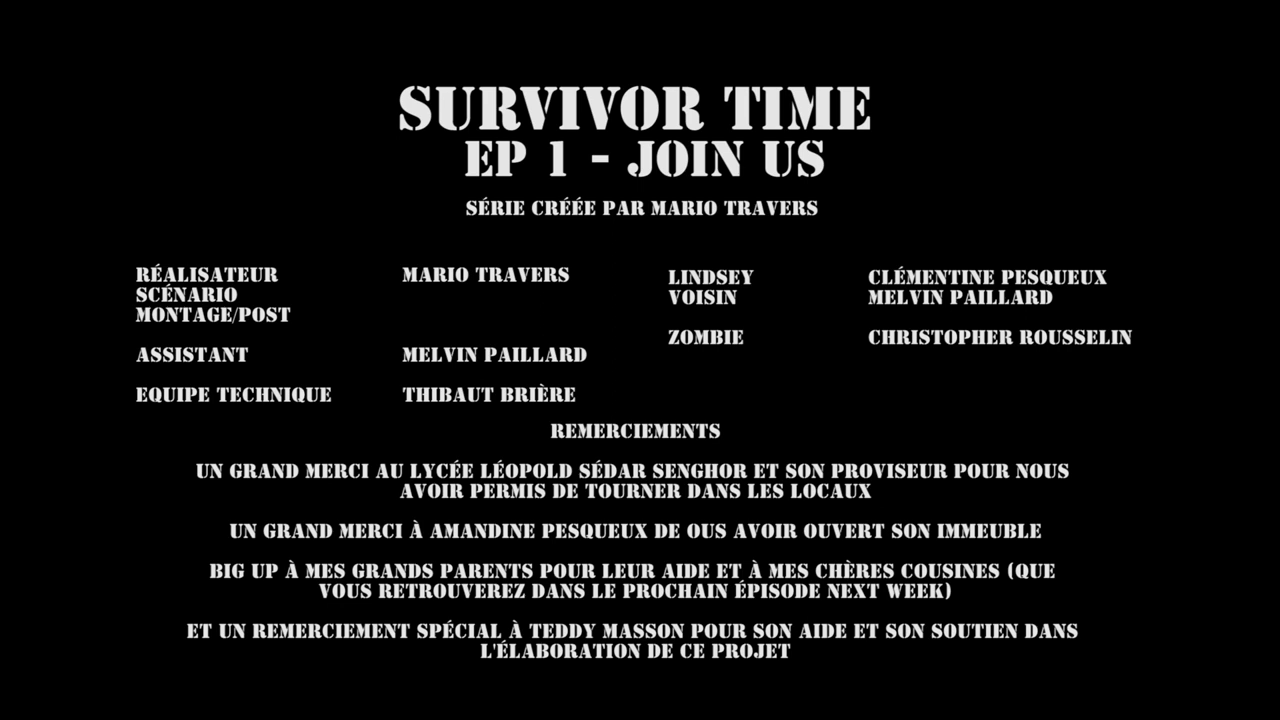 SURVIVOR TIME
EP 1 - JOIN US
SÉRIE CRÉÉE PAR MARIO TRAVERS
RÉALISATEUR MARIO TRAVERS
SCÉNARIO
MONTAGE/POST
ASSISTANT MELVIN PAILLARD
EQUIPE TECHNIQUE THIBAUT BRIÈRE
LINDSEY CLÉMENTINE PESQUEUX
VOISIN MELVIN PAILLARD
ZOMBIE CHRISTOPHER ROUSSELIN
REMERCIEMENTS
UN GRAND MERCI AU LYCÉE LÉOPOLD SÉDAR SENGHOR ET SON PROVISEUR POUR NOUS
AVOIR PERMIS DE TOURNER DANS LES LOCAUX
UN GRAND MERCI À AMANDINE PESQUEUX DE OUS AVOIR OUVERT SON IMMEUBLE
BIG UP À MES GRANDS PARENTS POUR LEUR AIDE ET À MES CHÈRES COUSINES (QUE
VOUS RETROUVEREZ DANS LE PROCHAIN ÉPISODE NEXT WEEK)
ET UN REMERCIEMENT SPÉCIAL À TEDDY MASSON POUR SON AIDE ET SON SOUTIEN DANS
L'ÉLABORATION DE CE PROJET